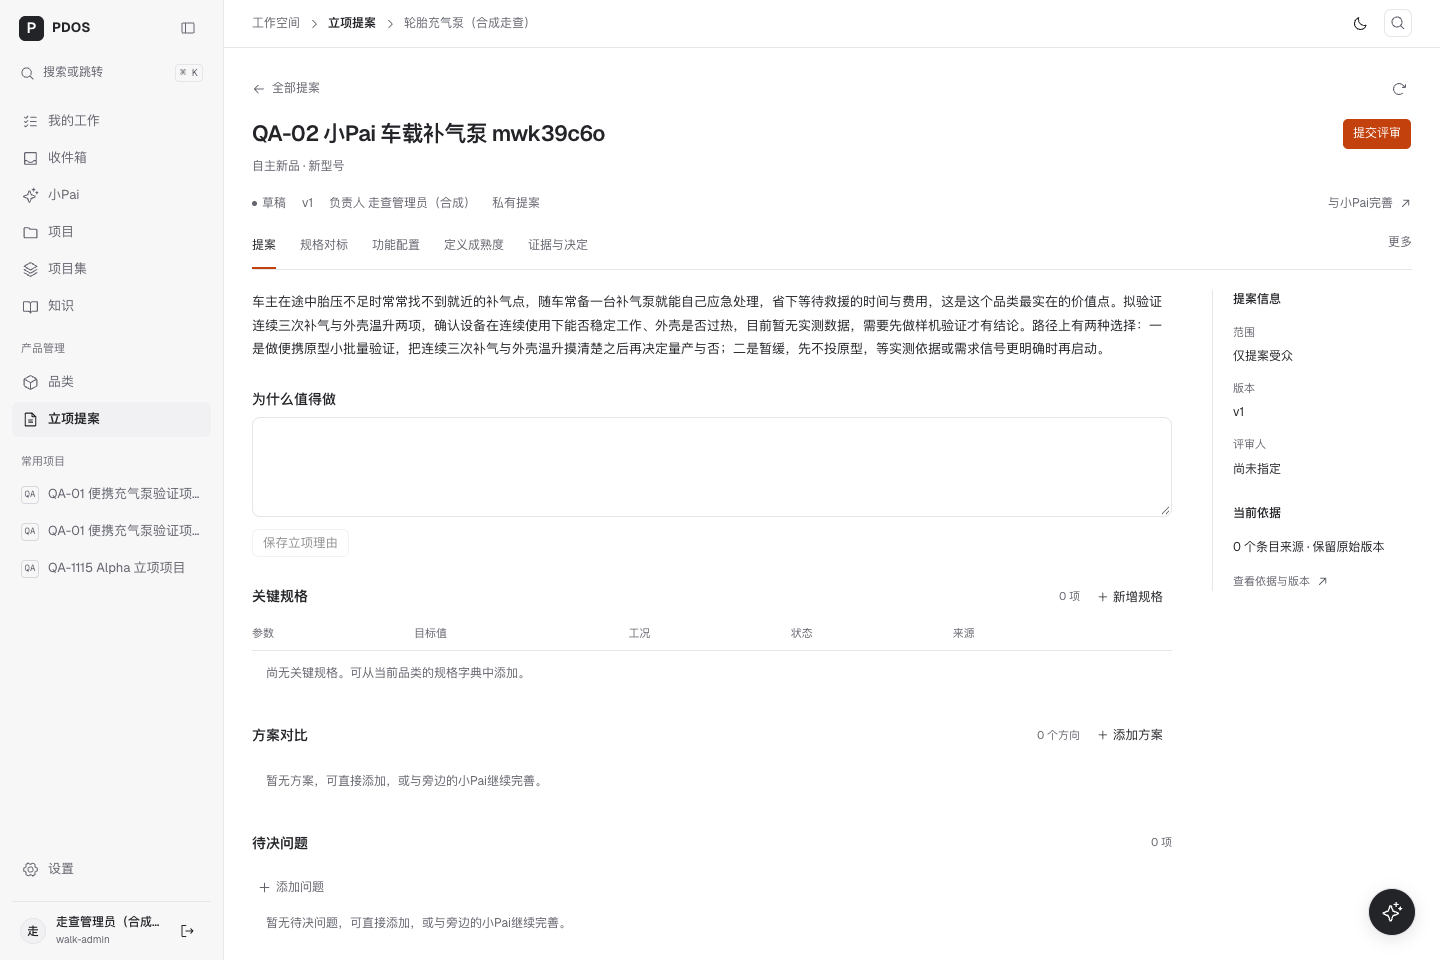 P PDOS
搜索或跳转 ⌘ K
我的工作
收件箱
小Pai
项目
项目集
知识
产品管理
品类
立项提案
常用项目
QA QA-01 便携充气泵验证项...
QA QA-01 便携充气泵验证项...
QA QA-1115 Alpha 立项项目
设置
走 走查管理员（合成...
walk-admin
工作空间 > 立项提案 > 轮胎充气泵（合成走查）
← 全部提案
QA-02 小Pai 车载补气泵 mwk39c6o
提交评审
自主新品 · 新型号
草稿 v1 负责人 走查管理员（合成） 私有提案
与小Pai完善 ↗
提案 规格对标 功能配置 定义成熟度 证据与决定
更多
车主在途中胎压不足时常常找不到就近的补气点，随车常备一台补气泵就能自己应急处理，省下等待救援的时间与费用，这是这个品类最实在的价值点。拟验证
连续三次补气与外壳温升两项，确认设备在连续使用下能否稳定工作、外壳是否过热，目前暂无实测数据，需要先做样机验证才有结论。路径上有两种选择：一
是做便携原型小批量验证，把连续三次补气与外壳温升摸清楚之后再决定量产与否；二是暂缓，先不投原型，等实测依据或需求信号更明确时再启动。
为什么值得做
保存立项理由
关键规格
0 项 + 新增规格
参数 目标值 工况 状态 来源
尚无关键规格。可从当前品类的规格字典中添加。
方案对比
0 个方向 + 添加方案
暂无方案，可直接添加，或与旁边的小Pai继续完善。
待决问题
0 项
+ 添加问题
暂无待决问题，可直接添加，或与旁边的小Pai继续完善。
提案信息
范围
仅提案受众
版本
v1
评审人
尚未指定
当前依据
0 个条目来源 · 保留原始版本
查看依据与版本 ↗